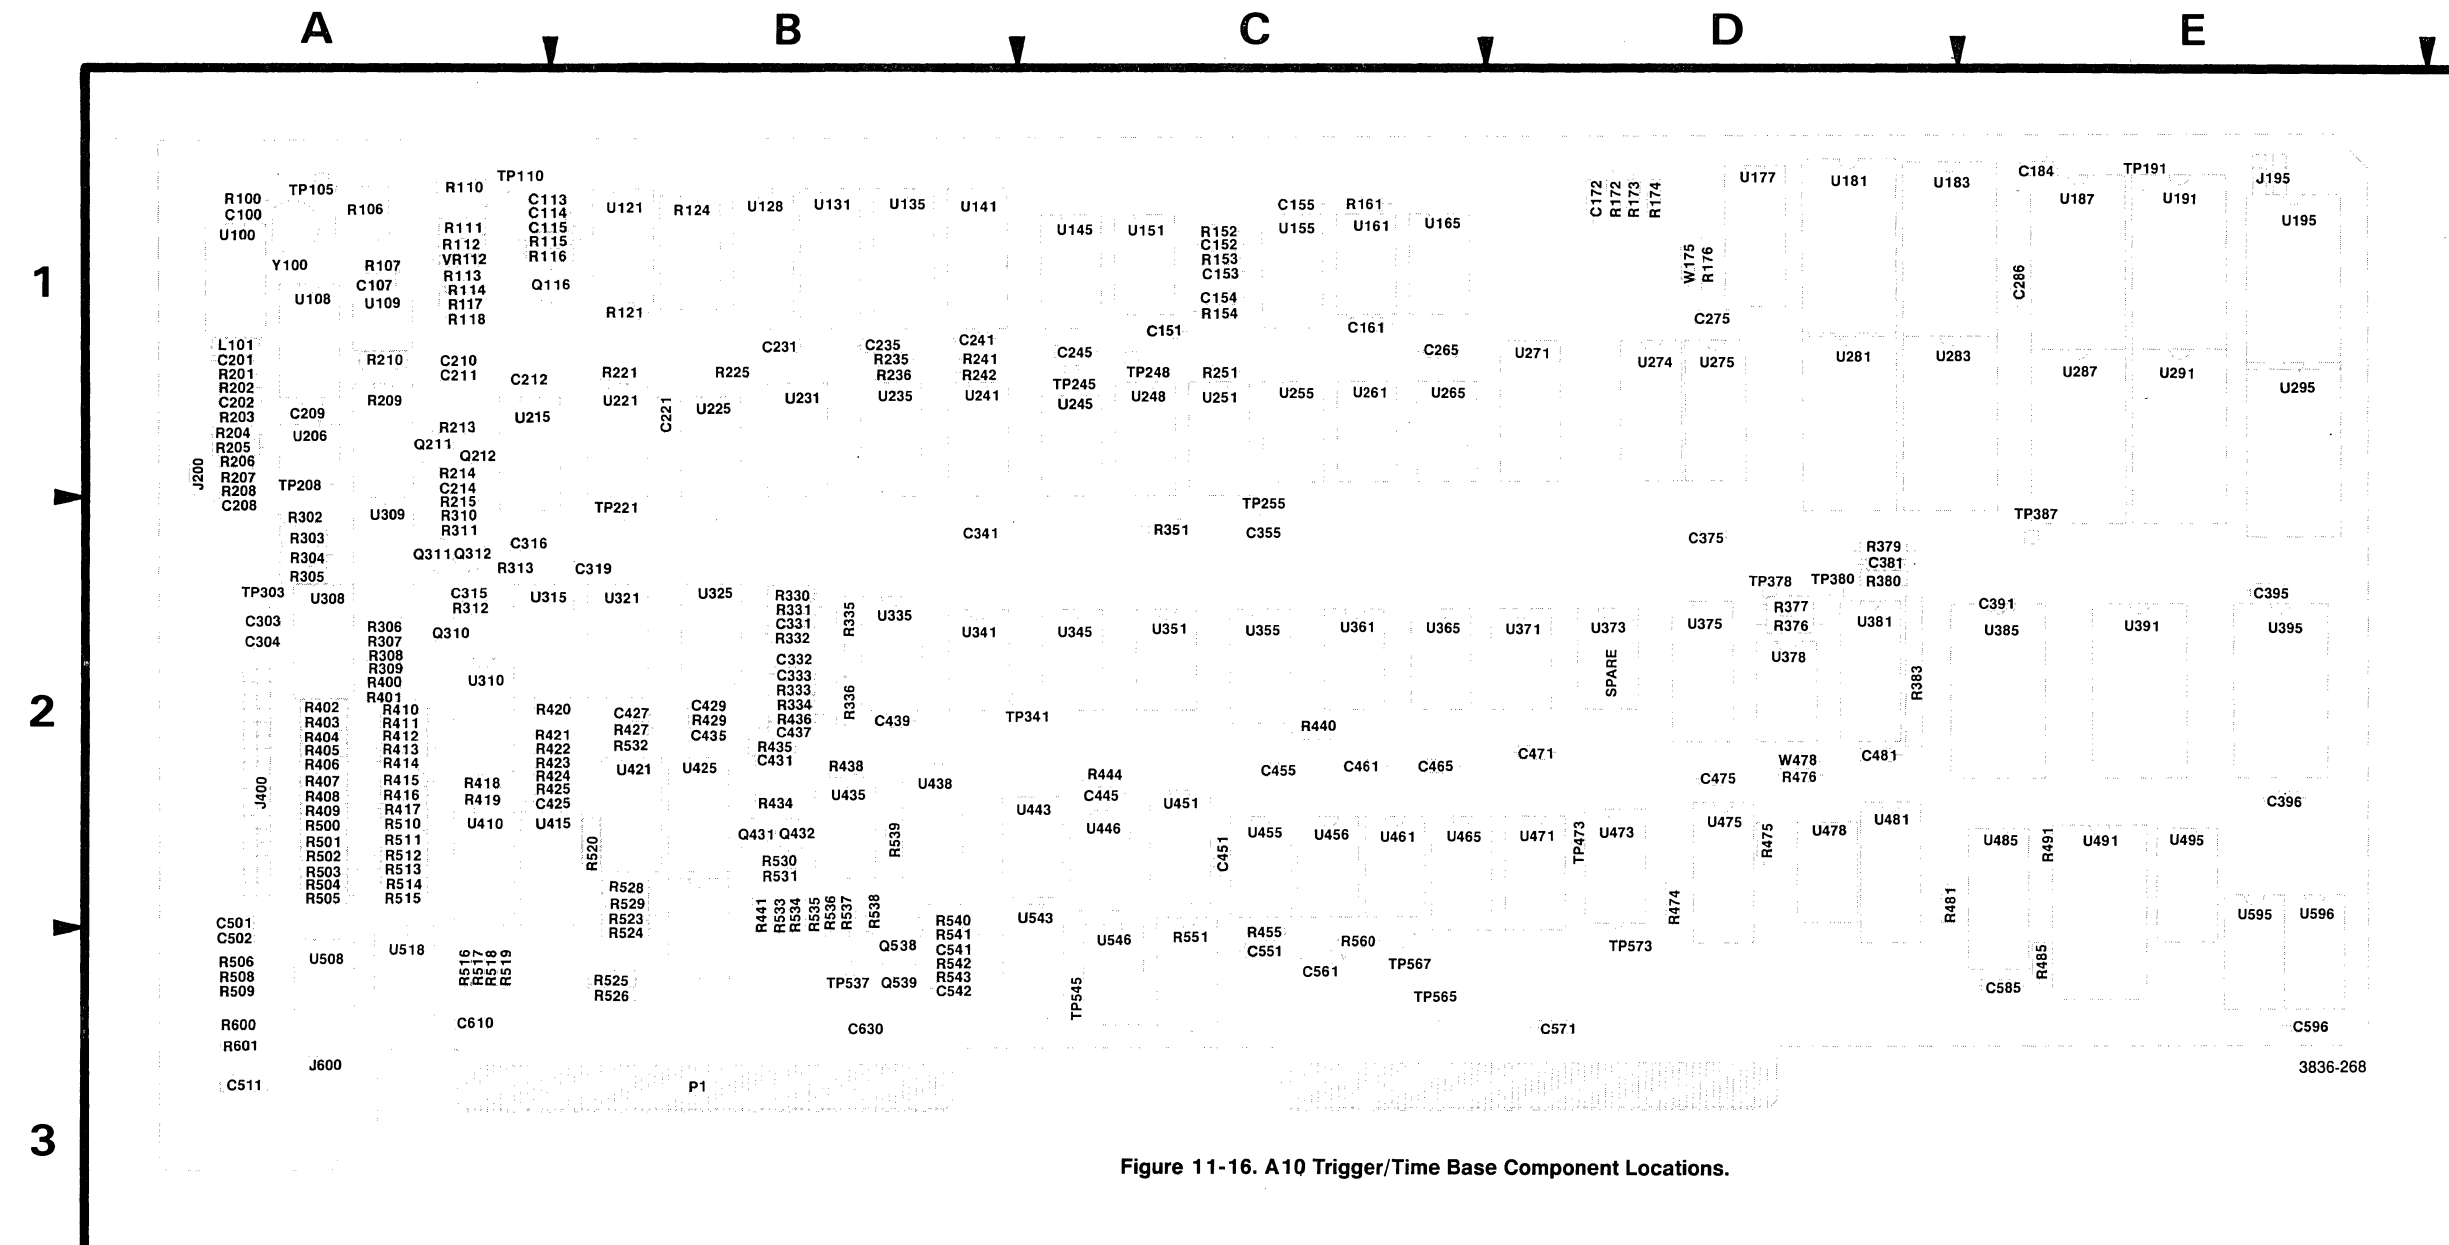 A B C D E
1
2
3
R100
C100
U100
TP105
R106
Y100
U108
R107
C107
U109
R110
TP110
R111
R112
VR112
R113
R114
R117
R118
C113
C114
C115
R115
R116
Q116
U121
R121
R124
U128
U131
U135
U141
U145
U151
R152
C152
R153
C153
C154
R154
C151
C155
U155
R161
U161
C161
U165
C172
R172
R173
R174
W175
R176
U177
C275
U181
U183
C184
C286
U187
TP191
U191
J195
U195
L101
C201
R201
R202
C202
R203
R204
R205
R206
R207
R208
C208
J200
C209
U206
TP208
R210
R209
C210
C211
C212
U215
R213
Q211
Q212
R214
C214
R215
R310
R311
R221
U221
C221
TP221
R225
U225
C231
U231
C235
R235
R236
U235
C241
R241
R242
U241
C245
TP245
U245
TP248
U248
R251
U251
U255
TP255
U261
C265
U265
U271
U274
U275
U281
U283
U287
U291
U295
R302
R303
R304
R305
U309
Q311 Q312
C316
R313
C319
C341
R351
C355
C375
R379
C381
R380
TP378
TP380
TP387
TP303
U308
C303
C304
R306
R307
R308
R309
R400
R401
C315
R312
Q310
U310
U315
U321
U325
R330
R331
C331
R332
C332
C333
R333
R334
R436
C437
R335
R336
U335
U341
TP341
U345
U351
U355
U361
U365
U371
U373
SPARE
U375
R377
R376
U378
U381
R383
C391
U385
U391
C395
U395
J400
R402
R403
R404
R405
R406
R407
R408
R409
R500
R501
R502
R503
R504
R505
R410
R411
R412
R413
R414
R415
R416
R417
R510
R511
R512
R513
R514
R515
R418
R419
U410
R420
R421
R422
R423
R424
R425
C425
U415
C427
R427
R532
U421
C429
R429
C435
U425
R435
C431
R434
Q431 Q432
R530
R531
C439
R438
U435
U438
R539
R440
U443
R444
C445
U446
U451
C451
C455
U455
U456
C461
U461
C465
U465
C471
U471
TP473
U473
R474
C475
U475
R475
W478
R476
U478
C481
U481
R481
U485
R491
U491
U495
C396
U595
U596
R520
R528
R529
R523
R524
R525
R526
R441
R533
R534
R535
R536
R537
R538
Q538
TP537
Q539
R540
R541
C541
R542
R543
C542
U543
TP545
U546
R551
R455
C551
C561
R560
TP567
TP565
TP573
C571
R485
C585
C596
C501
C502
R506
R508
R509
U508
U518
R516
R517
R518
R519
R600
R601
C610
C630
J600
C511
P1
3836-268
Figure 11-16. A10 Trigger/Time Base Component Locations.